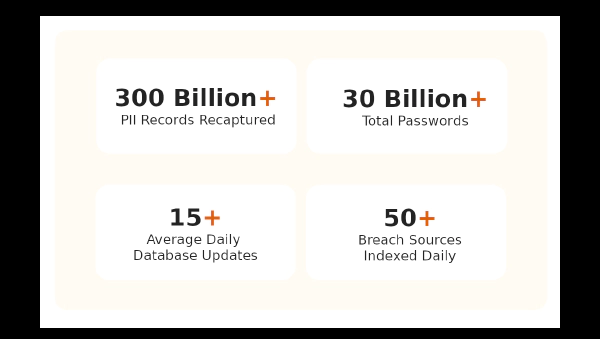 300 Billion+
PII Records Recaptured
30 Billion+
Total Passwords
15+
Average Daily
Database Updates
50+
Breach Sources
Indexed Daily